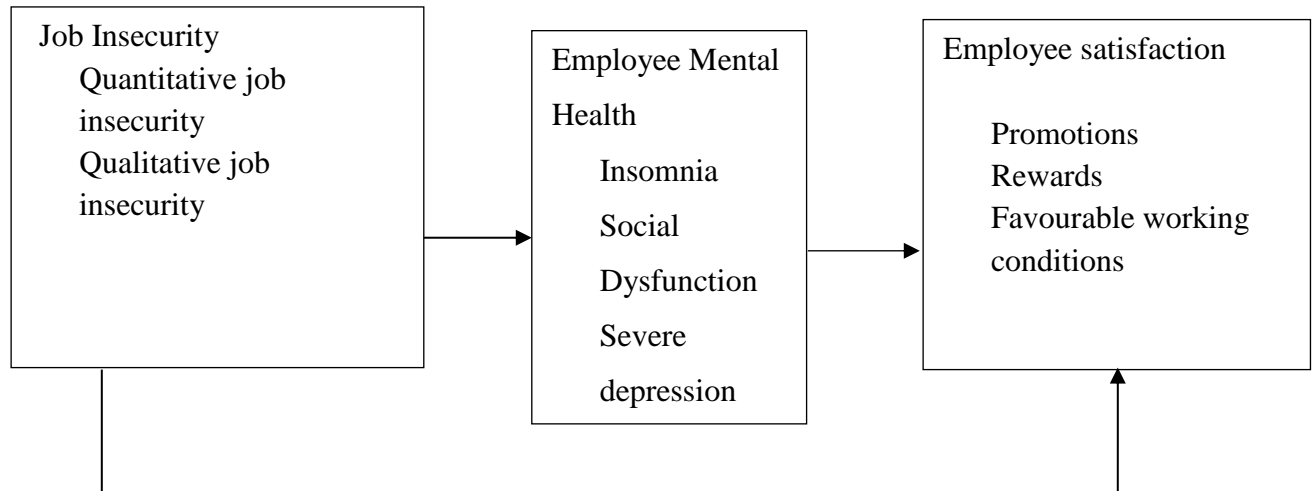 Job Insecurity
Quantitative job
insecurity
Qualitative job
insecurity
Employee Mental
Health
Insomnia
Social
Dysfunction
Severe
depression
Employee satisfaction
Promotions
Rewards
Favourable working
conditions